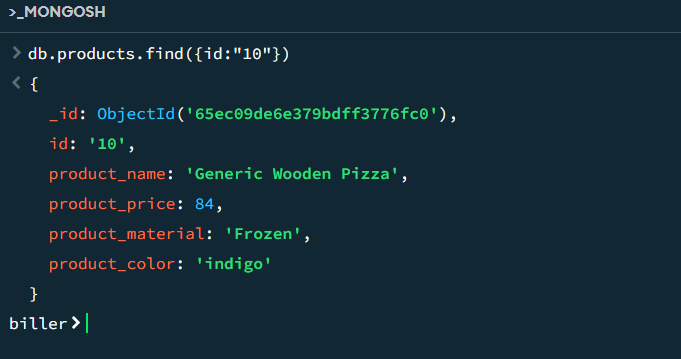 >_MONGOSH
> db.products.find({id:"10"})
< {
_id: ObjectId('65ec09de6e379bdff3776fc0'),
id: '10',
product_name: 'Generic Wooden Pizza',
product_price: 84,
product_material: 'Frozen',
product_color: 'indigo'
}
biller>